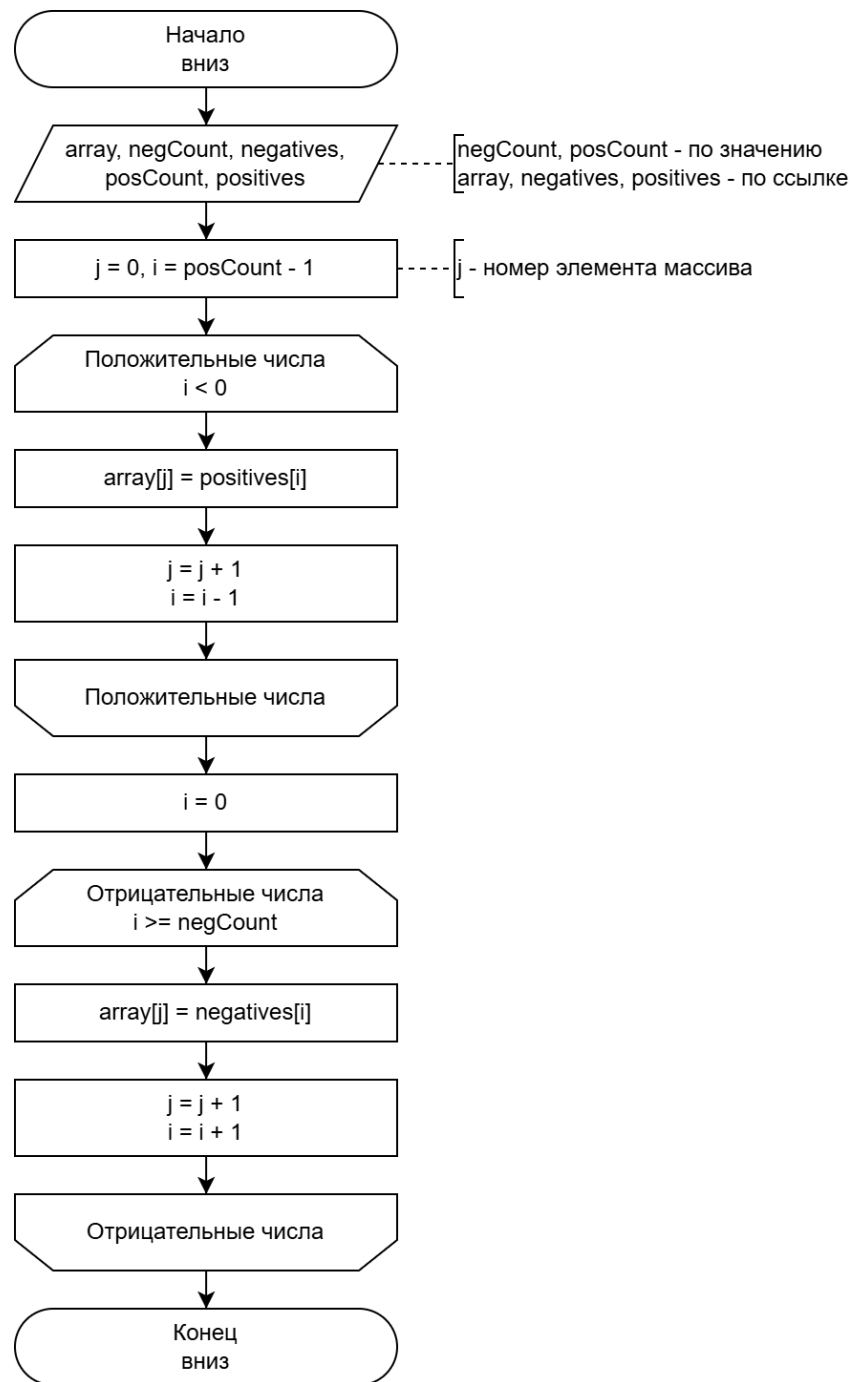 Начало
вниз
array, negCount, negatives,
posCount, positives
negCount, posCount - по значению
array, negatives, positives - по ссылке
j = 0, i = posCount - 1
j - номер элемента массива
Положительные числа
i < 0
array[j] = positives[i]
j = j + 1
i = i - 1
Положительные числа
i = 0
Отрицательные числа
i >= negCount
array[j] = negatives[i]
j = j + 1
i = i + 1
Отрицательные числа
Конец
вниз